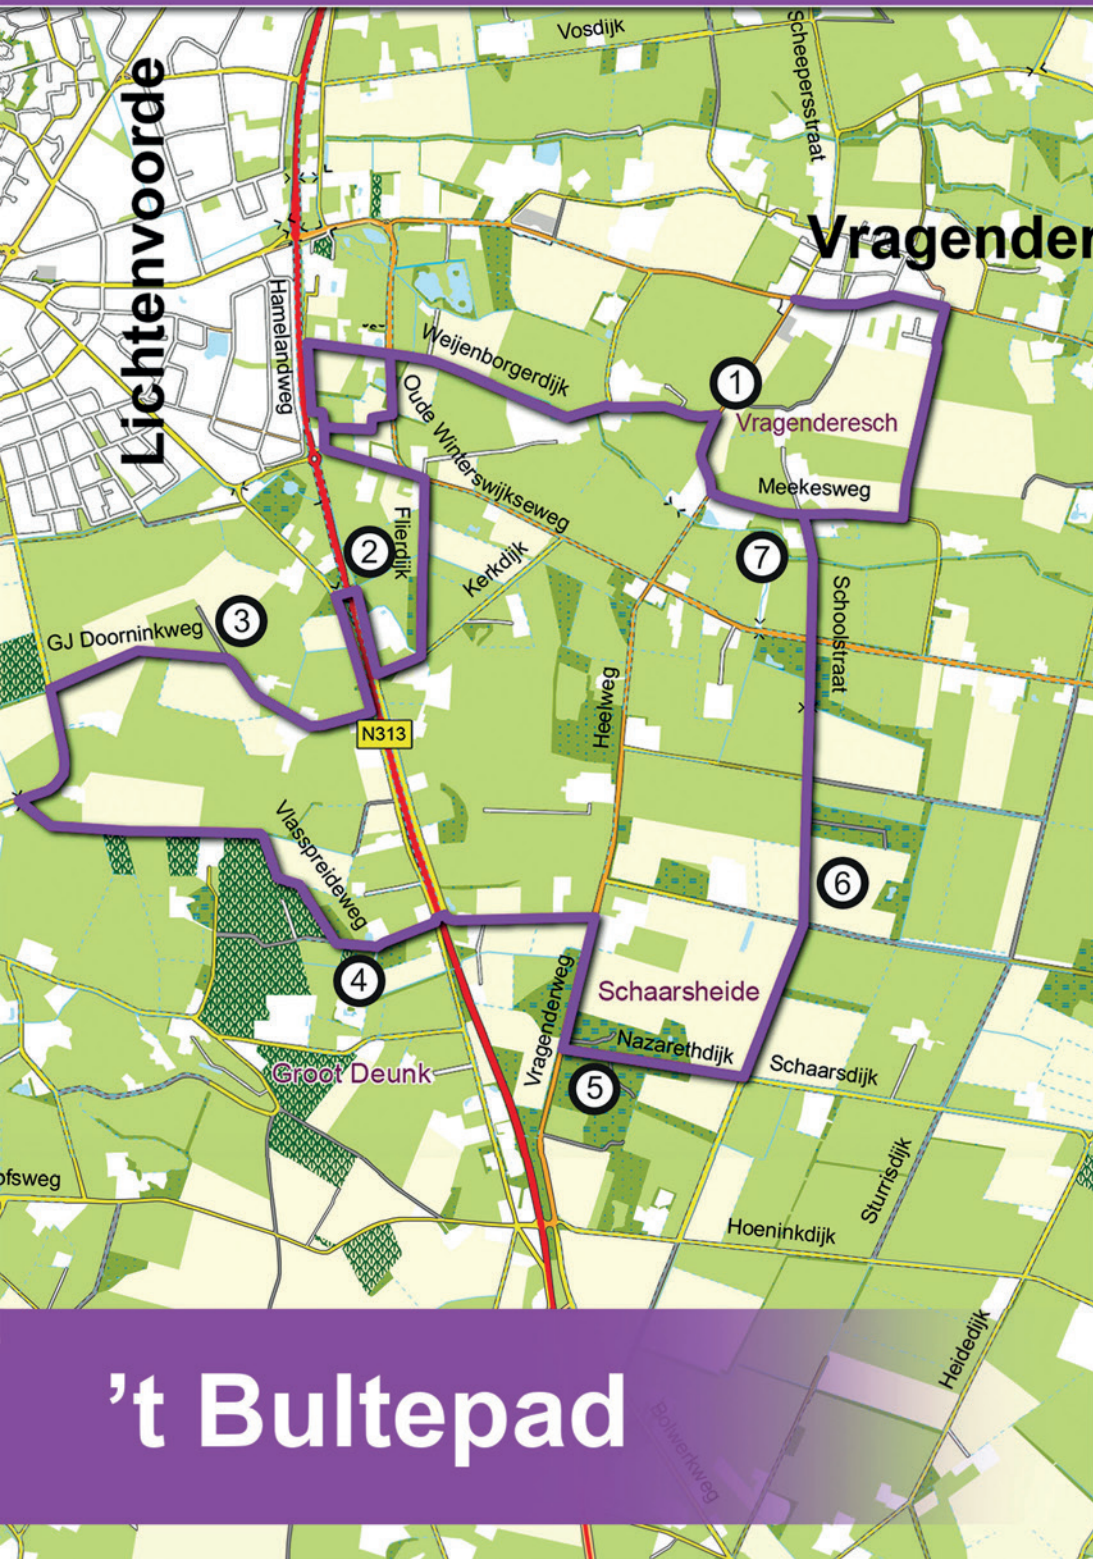 Vosdijk
Scheepersstraat
Lichtenvoorde
Vragender
Hamelandweg
Weijenborgerdijk
Oude Winterswijkseweg
1
Vragenderesch
Meekesweg
Flierdijk
2
Kerkdijk
7
3
GJ Doorninkweg
Schoolstraat
Heelweg
N313
Vlasspreideweg
6
4
Vragenderweg
Schaarsheide
Nazarethdijk
Schaarsdijk
5
Groot Deunk
ofsweg
Sturrisdijk
Hoeninkdijk
Heidedijk
't Bultepad
Bolwerkweg